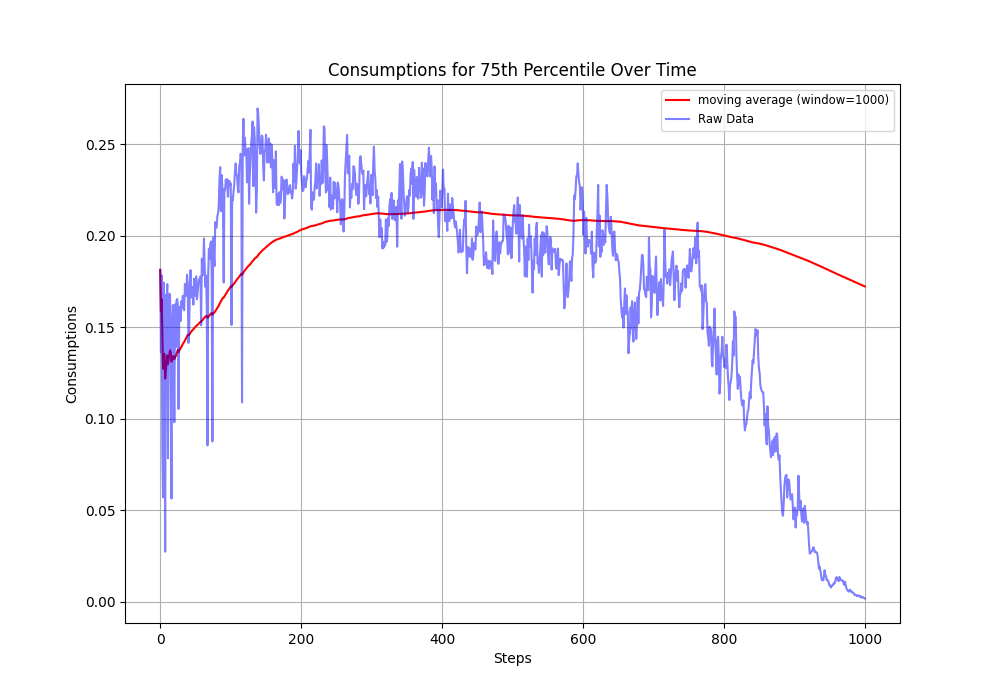 Consumptions for 75th Percentile Over Time
moving average (window=1000)
Raw Data
0.25
0.20
0.15
0.10
0.05
0.00
Consumptions
0 200 400 600 800 1000
Steps